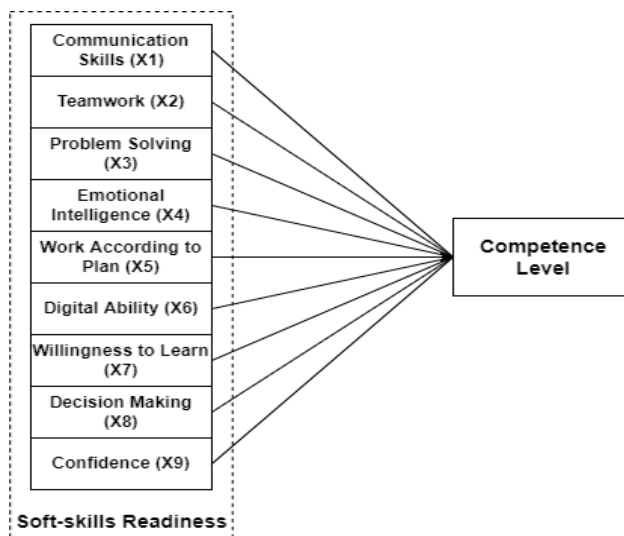 Communication
Skills (X1)
Teamwork (X2)
Problem Solving
(X3)
Emotional
Intelligence (X4)
Work According to
Plan (X5)
Digital Ability (X6)
Willingness to Learn
(X7)
Decision Making
(X8)
Confidence (X9)
Soft-skills Readiness
Competence
Level